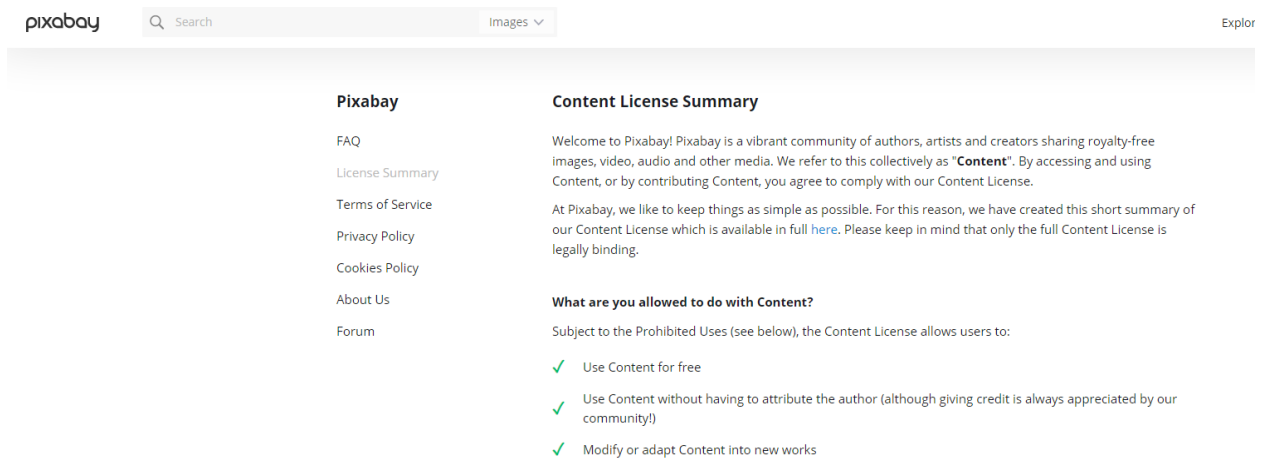 pixabay
Search
Images
Explor
Pixabay
FAQ
License Summary
Terms of Service
Privacy Policy
Cookies Policy
About Us
Forum
Content License Summary
Welcome to Pixabay! Pixabay is a vibrant community of authors, artists and creators sharing royalty-free
images, video, audio and other media. We refer to this collectively as "Content". By accessing and using
Content, or by contributing Content, you agree to comply with our Content License.
At Pixabay, we like to keep things as simple as possible. For this reason, we have created this short summary of
our Content License which is available in full here. Please keep in mind that only the full Content License is
legally binding.
What are you allowed to do with Content?
Subject to the Prohibited Uses (see below), the Content License allows users to:
Use Content for free
Use Content without having to attribute the author (although giving credit is always appreciated by our
community!)
Modify or adapt Content into new works